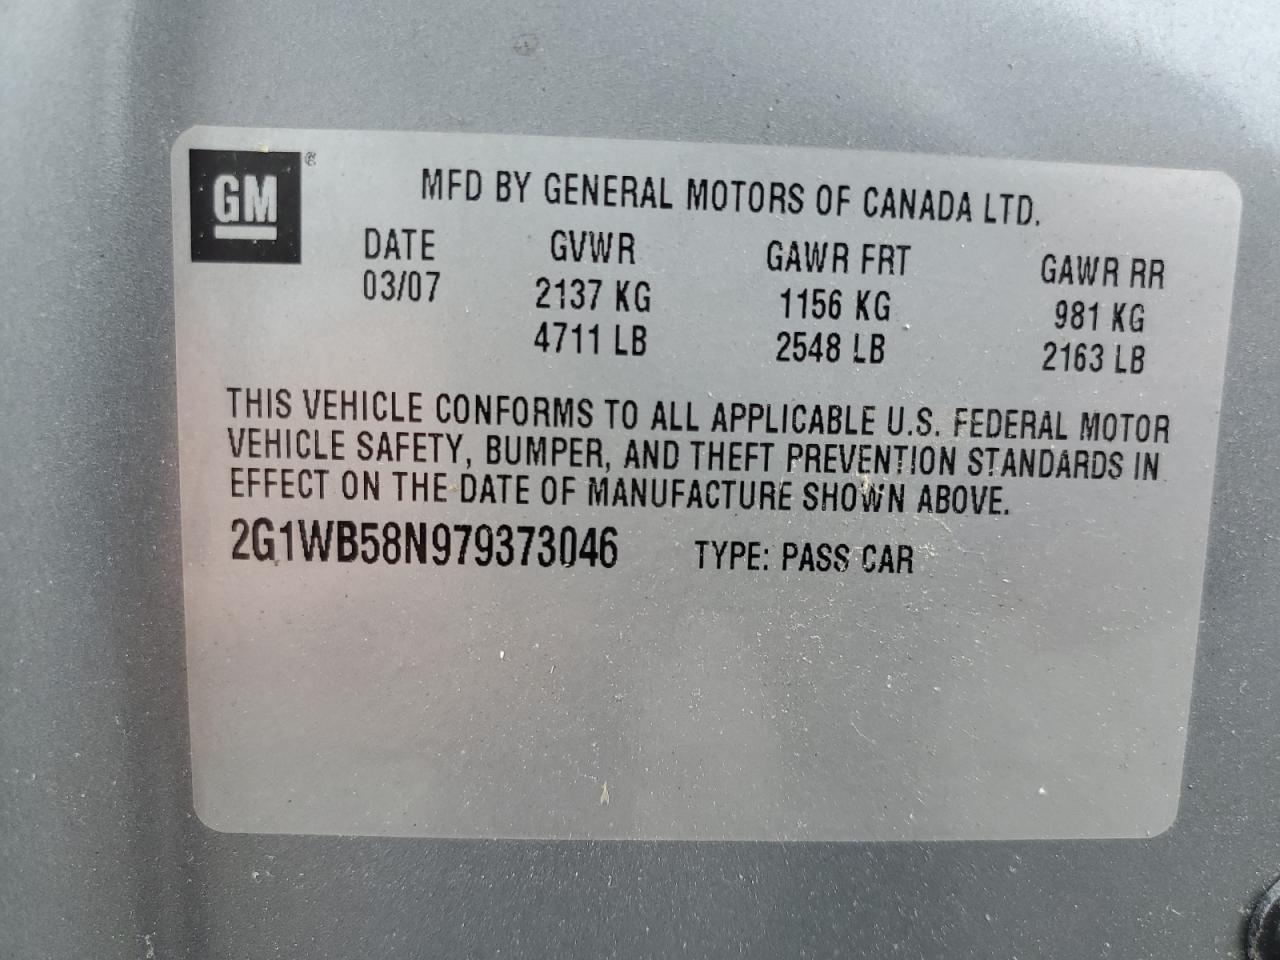 GM ®
MFD BY GENERAL MOTORS OF CANADA LTD.
DATE GVWR GAWR FRT GAWR RR
03/07 2137 KG 1156 KG 981 KG
4711 LB 2548 LB 2163 LB
THIS VEHICLE CONFORMS TO ALL APPLICABLE U.S. FEDERAL MOTOR
VEHICLE SAFETY, BUMPER, AND THEFT PREVENTION STANDARDS IN
EFFECT ON THE DATE OF MANUFACTURE SHOWN ABOVE.
2G1WB58N979373046 TYPE: PASS CAR